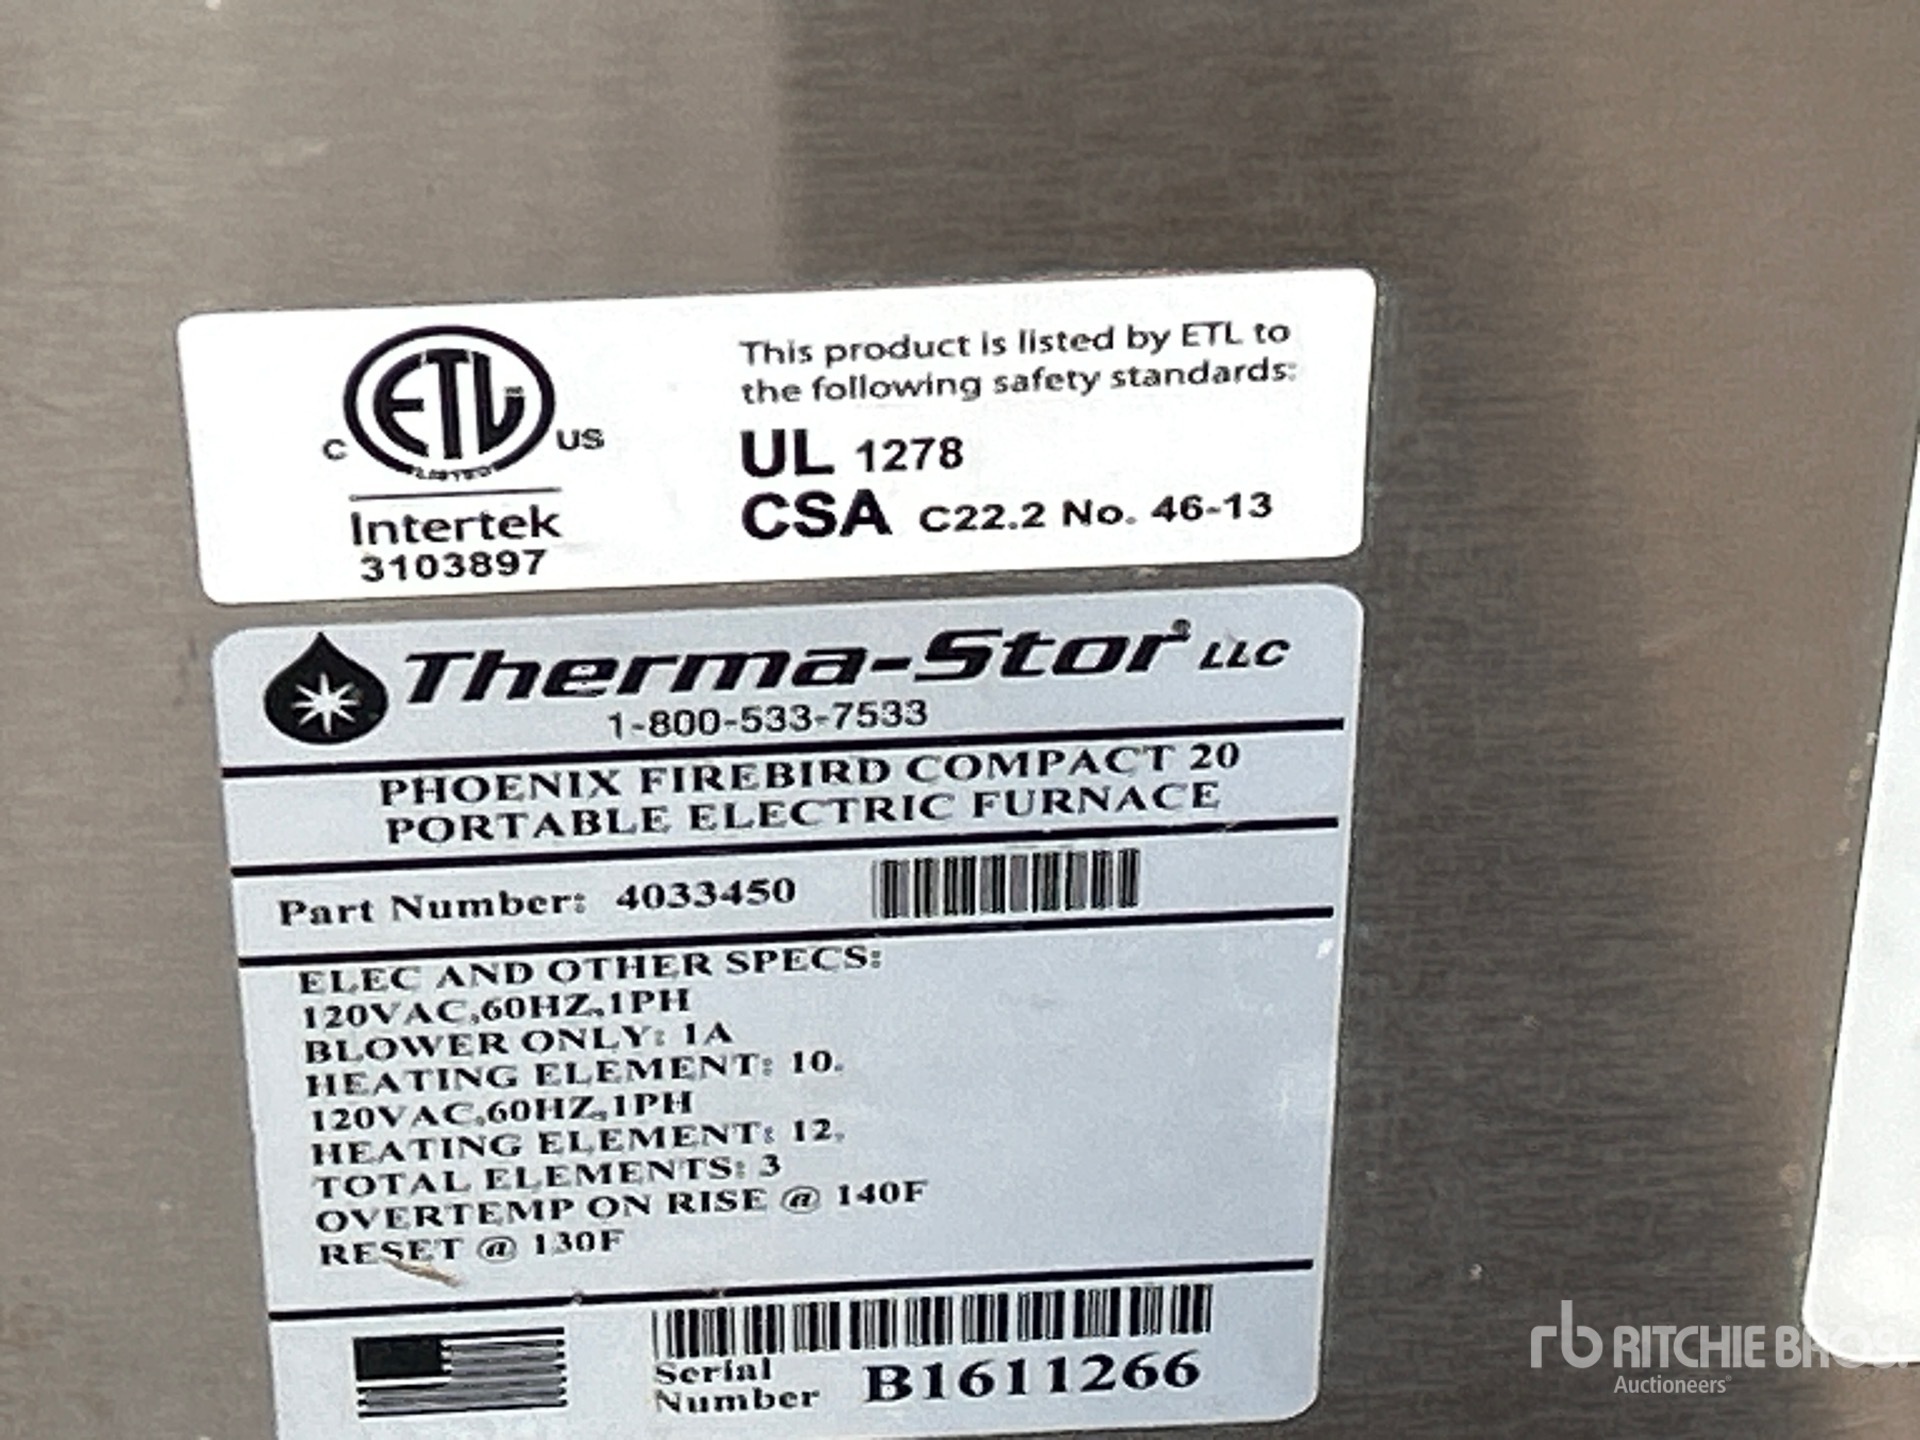 This product is listed by ETL to
the following safety standards:
UL 1278
CSA C22.2 No. 46-13
C ETL US
LISTED
Intertek
3103897
Therma-Stor® LLC
1-800-533-7533
PHOENIX FIREBIRD COMPACT 20
PORTABLE ELECTRIC FURNACE
Part Number: 4033450
ELEC AND OTHER SPECS:
120VAC,60HZ,1PH
BLOWER ONLY: 1A
HEATING ELEMENT: 10.
120VAC,60HZ,1PH
HEATING ELEMENT: 12.
TOTAL ELEMENTS: 3
OVERTEMP ON RISE @ 140F
RESET @ 130F
Serial
Number B1611266
rb RITCHIE BROS.
Auctioneers